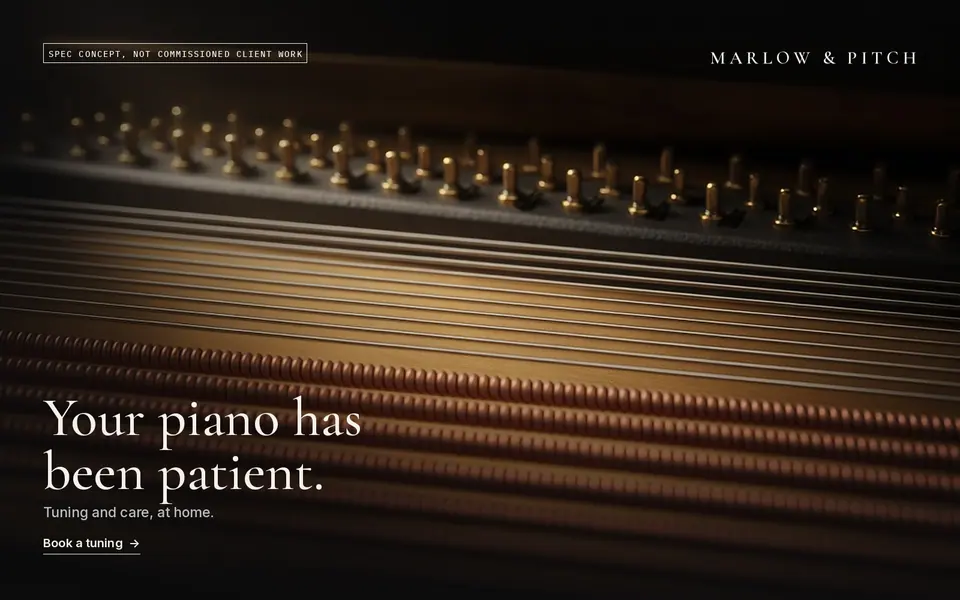 SPEC CONCEPT, NOT COMMISSIONED CLIENT WORK
MARLOW & PITCH
Your piano has
been patient.
Tuning and care, at home.
Book a tuning →